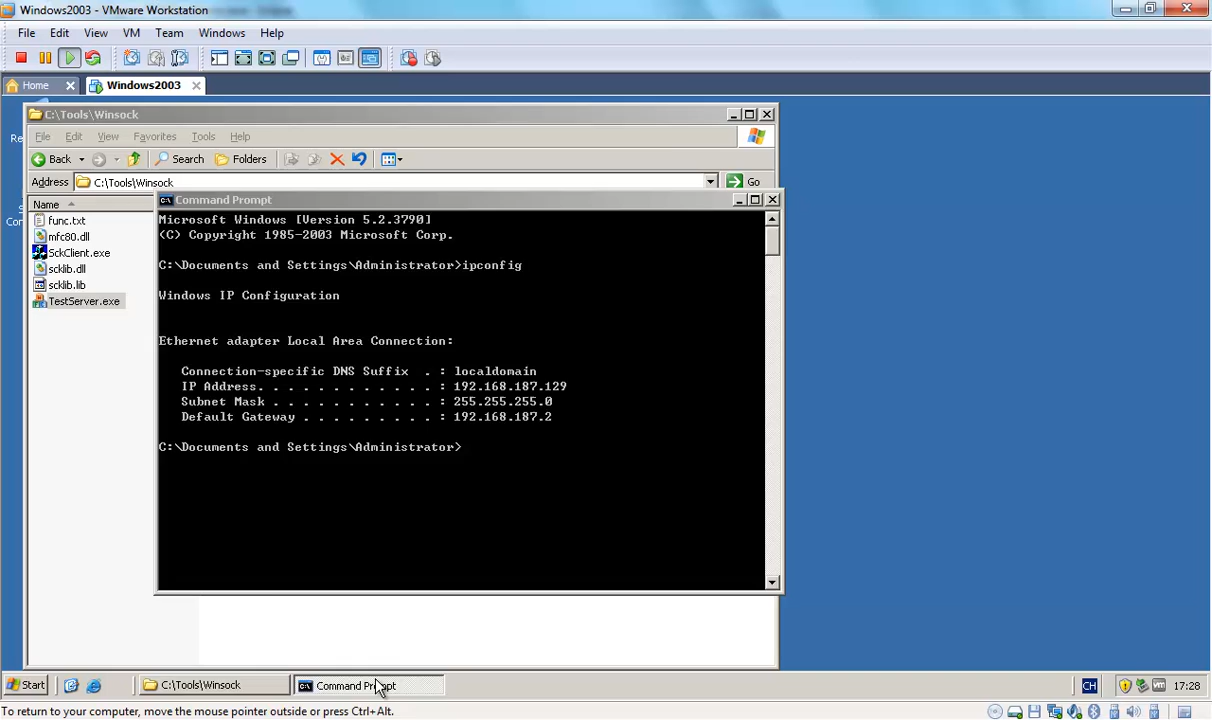 Windows2003 - VMware Workstation
File Edit View VM Team Windows Help
Home Windows2003
C:\Tools\Winsock
File Edit View Favorites Tools Help
Back Search Folders
Address C:\Tools\Winsock Go
Name
func.txt
mfc80.dll
SckClient.exe
scklib.dll
scklib.lib
TestServer.exe
Command Prompt
Microsoft Windows [Version 5.2.3790]
(C) Copyright 1985-2003 Microsoft Corp.
C:\Documents and Settings\Administrator>ipconfig
Windows IP Configuration
Ethernet adapter Local Area Connection:
Connection-specific DNS Suffix . : localdomain
IP Address. . . . . . . . . . . . : 192.168.187.129
Subnet Mask . . . . . . . . . . . : 255.255.255.0
Default Gateway . . . . . . . . . : 192.168.187.2
C:\Documents and Settings\Administrator>
Start C:\Tools\Winsock Command Prompt CH 17:28
To return to your computer, move the mouse pointer outside or press Ctrl+Alt.